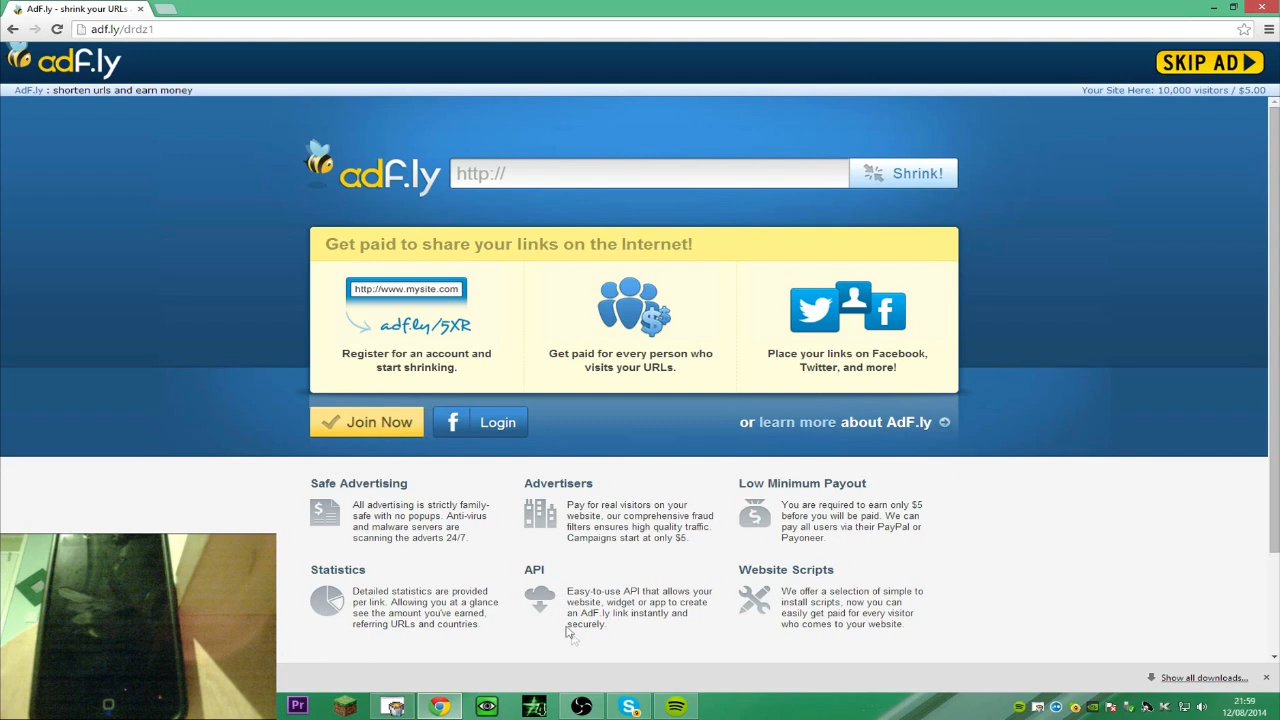 AdF.ly - shrink your URLs
adf.ly/drdz1
adf.ly
SKIP AD
AdF.ly : shorten urls and earn money
Your Site Here: 10,000 visitors / $5.00
adf.ly
http://
Shrink!
Get paid to share your links on the Internet!
http://www.mysite.com
adf.ly/5XR
Register for an account and
start shrinking.
$
Get paid for every person who
visits your URLs.
f
Place your links on Facebook,
Twitter, and more!
Join Now
f Login
or learn more about AdF.ly
Safe Advertising
$
All advertising is strictly family-
safe with no popups. Anti-virus
and malware servers are
scanning the adverts 24/7.
Advertisers
Pay for real visitors on your
website, our comprehensive fraud
filters ensures high quality traffic.
Campaigns start at only $5.
Low Minimum Payout
$
You are required to earn only $5
before you will be paid. We can
pay all users via their PayPal or
Payoneer.
Statistics
Detailed statistics are provided
per link. Allowing you at a glance
see the amount you've earned,
referring URLs and countries.
API
Easy-to-use API that allows your
website, widget or app to create
an AdF.ly link instantly and
securely.
Website Scripts
We offer a selection of simple to
install scripts, now you can
easily get paid for every visitor
who comes to your website.
Show all downloads...
Pr
21:59
12/08/2014